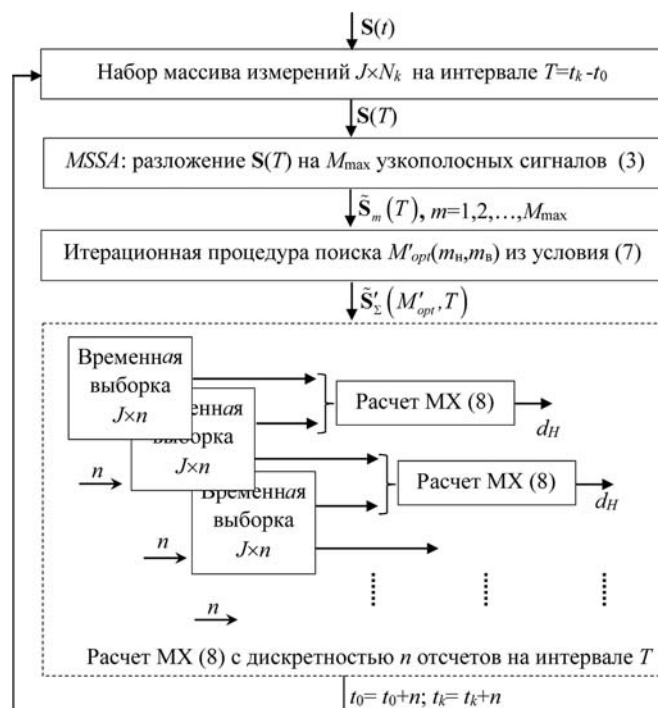 S(t)
Набор массива измерений J×N_k на интервале T=t_k-t_0
S(T)
MSSA: разложение S(T) на M_max узкополосных сигналов (3)
S̃_m(T), m=1,2,…,M_max
Итерационная процедура поиска M′_opt(m_н,m_в) из условия (7)
S̃′_Σ(M′_opt,T)
Временная
выборка
J×n
Расчет МХ (8)
d_H
n
менная
выборка
J×n
Расчет МХ (8)
d_H
n
Временная
выборка
J×n
n
Расчет МХ (8) с дискретностью n отсчетов на интервале T
t_0= t_0+n; t_k= t_k+n